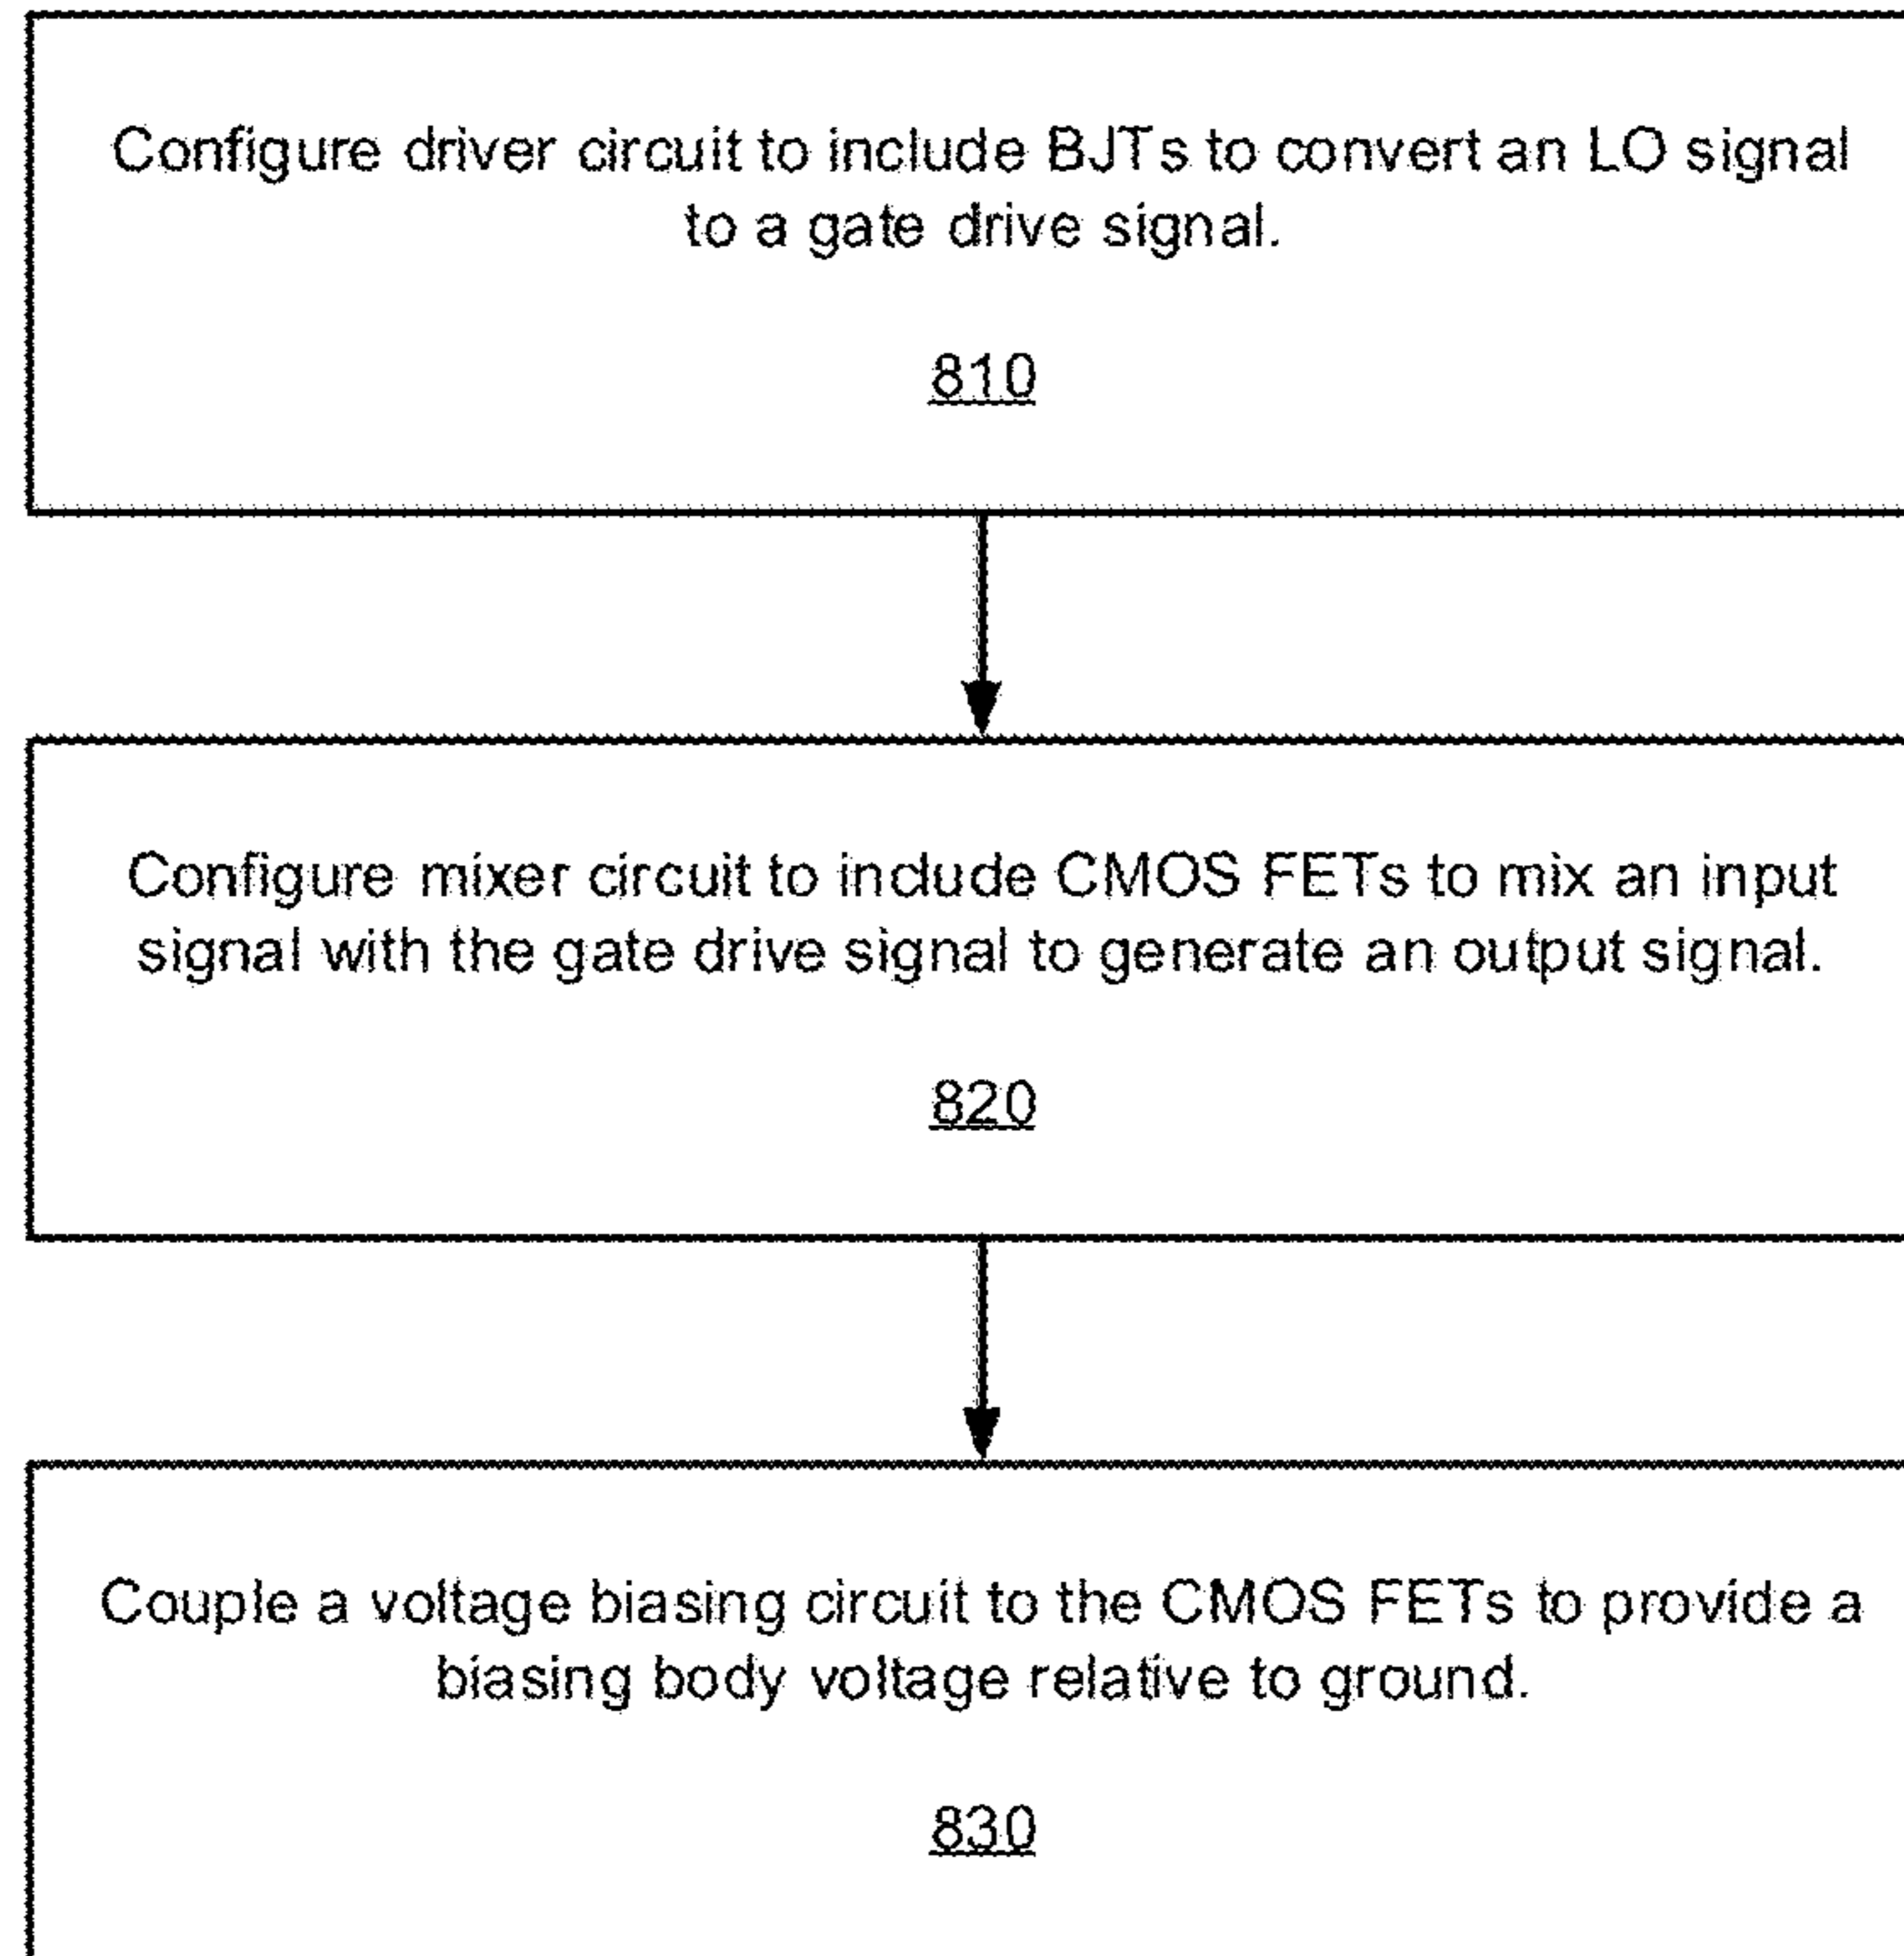 Configure driver circuit to include BJTs to convert an LO signal
to a gate drive signal.
810
Configure mixer circuit to include CMOS FETs to mix an input
signal with the gate drive signal to generate an output signal.
820
Couple a voltage biasing circuit to the CMOS FETs to provide a
biasing body voltage relative to ground.
830